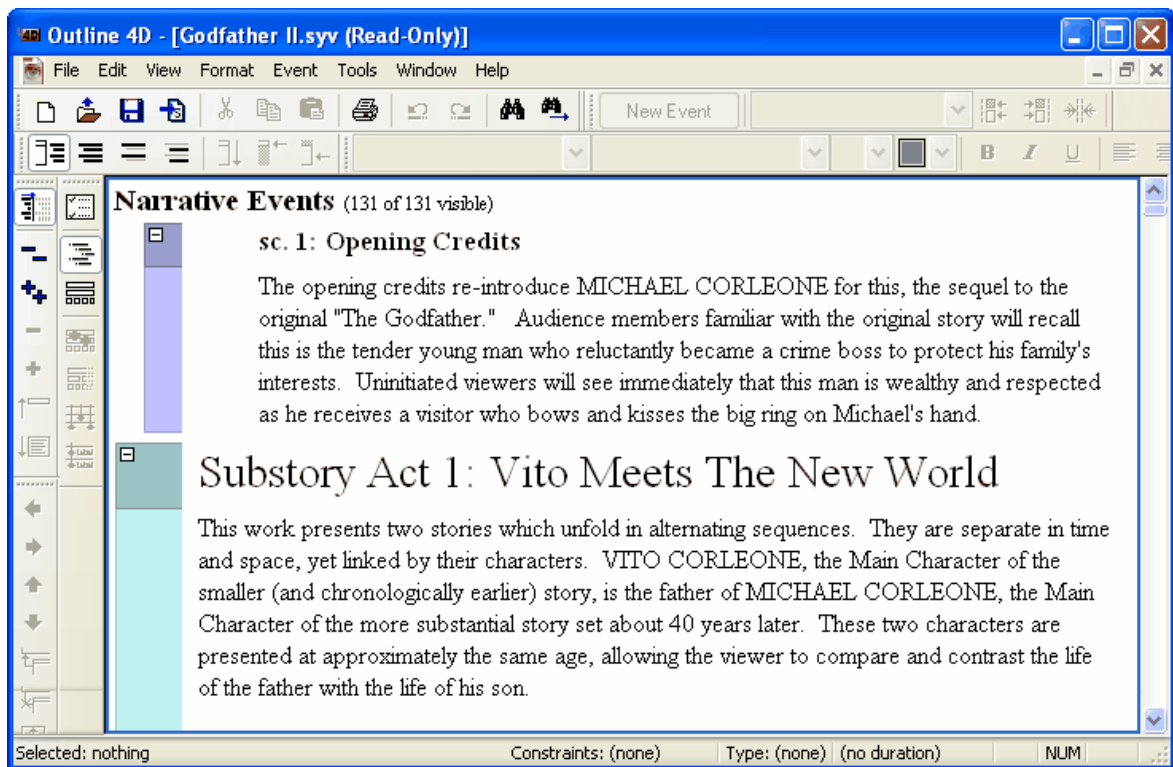 Outline 4D - [Godfather II.syv (Read-Only)]
File Edit View Format Event Tools Window Help
New Event
B I U
Narrative Events (131 of 131 visible)
sc. 1: Opening Credits
The opening credits re-introduce MICHAEL CORLEONE for this, the sequel to the
original "The Godfather."   Audience members familiar with the original story will recall
this is the tender young man who reluctantly became a crime boss to protect his family's
interests.  Uninitiated viewers will see immediately that this man is wealthy and respected
as he receives a visitor who bows and kisses the big ring on Michael's hand.
Substory Act 1: Vito Meets The New World
This work presents two stories which unfold in alternating sequences.  They are separate in time
and space, yet linked by their characters.  VITO CORLEONE, the Main Character of the
smaller (and chronologically earlier) story, is the father of MICHAEL CORLEONE, the Main
Character of the more substantial story set about 40 years later.  These two characters are
presented at approximately the same age, allowing the viewer to compare and contrast the life
of the father with the life of his son.
Selected: nothing Constraints: (none) Type: (none) (no duration) NUM